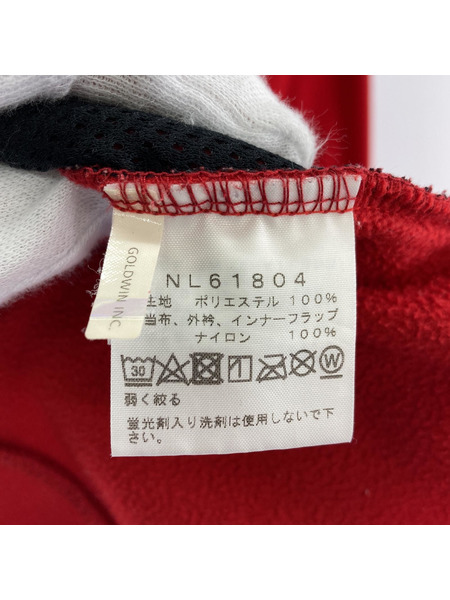 GOLDWIN INC.
NL61804
生地 ポリエステル 100%
当布、外衿、インナーフラップ
ナイロン 100%
30 W
弱く絞る
蛍光剤入り洗剤は使用しないで下
さい。